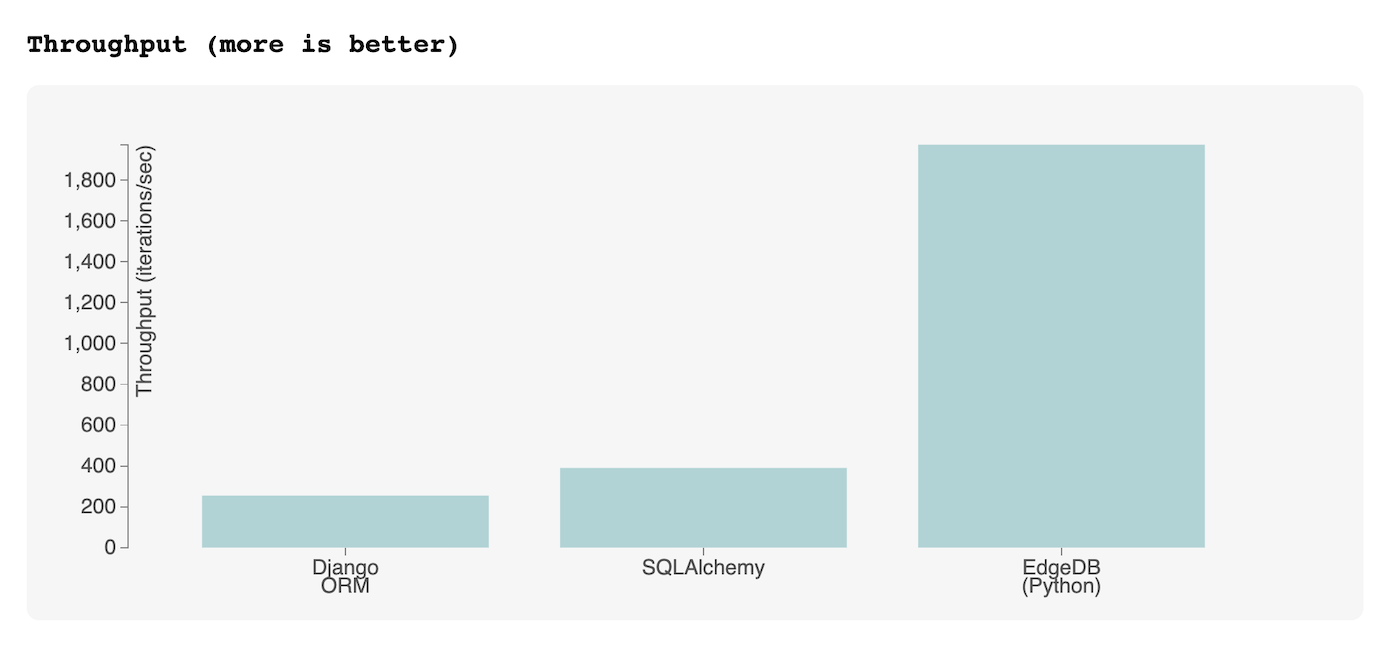 Throughput (more is better)
Throughput (iterations/sec)
1,800
1,600
1,400
1,200
1,000
800
600
400
200
0
Django
ORM
SQLAlchemy
EdgeDB
(Python)